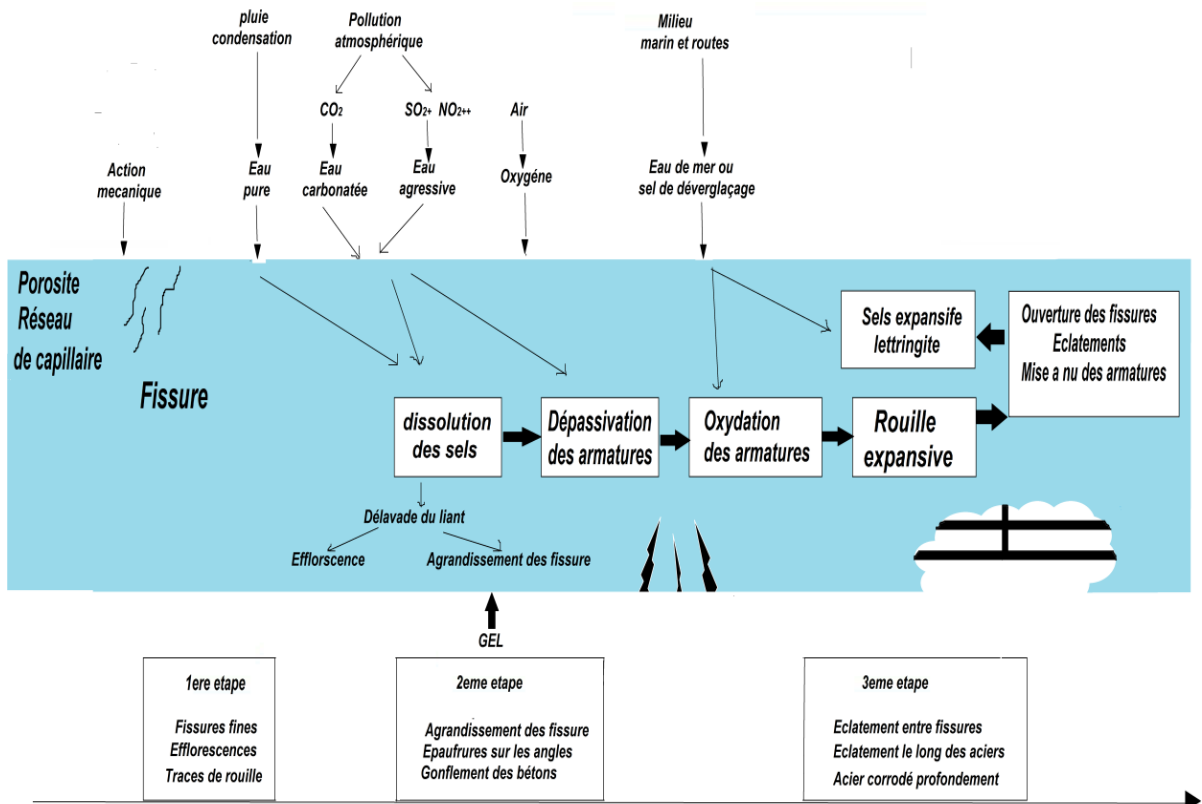 pluie
condensation
Pollution
atmosphérique
Milieu
marin et routes
CO2
SO2+ NO2++
Air
Action
mecanique
Eau
pure
Eau
carbonatée
Eau
agressive
Oxygéne
Eau de mer ou
sel de déverglaçage
Porosite
Réseau
de capillaire
Fissure
Sels expansife
lettringite
Ouverture des fissures
Eclatements
Mise a nu des armatures
dissolution
des sels
Dépassivation
des armatures
Oxydation
des armatures
Rouille
expansive
Délavade du liant
Efflorscence
Agrandissement des fissure
GEL
1ere etape
Fissures fines
Efflorescences
Traces de rouille
2eme etape
Agrandissement des fissure
Epaufrures sur les angles
Gonflement des bétons
3eme etape
Eclatement entre fissures
Eclatement le long des aciers
Acier corrodé profondement